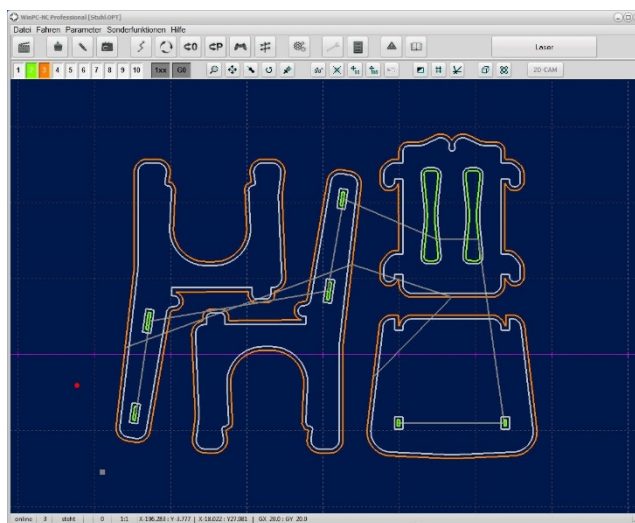 WinPC-NC Professional [Stuhl.OPT]
Datei Fahren Parameter Sonderfunktionen Hilfe
Laser
1 2 3 4 5 6 7 8 9 10 1xx G0 2D-CAM
online 3 stoht 0 1:1 X-196.283 ; Y-3.777 | X-18.022 Y27.981 | GX 20.0 ; GY 20.0